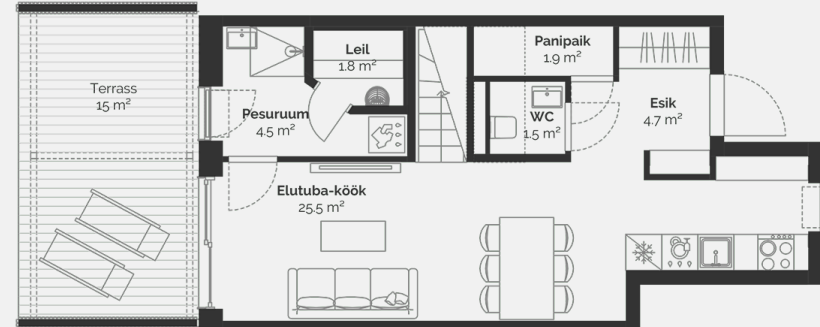 Terrass
15 m²
Pesuruum
4.5 m²
Leil
1.8 m²
Panipaik
1.9 m²
WC
1.5 m²
Esik
4.7 m²
Elutuba-köök
25.5 m²